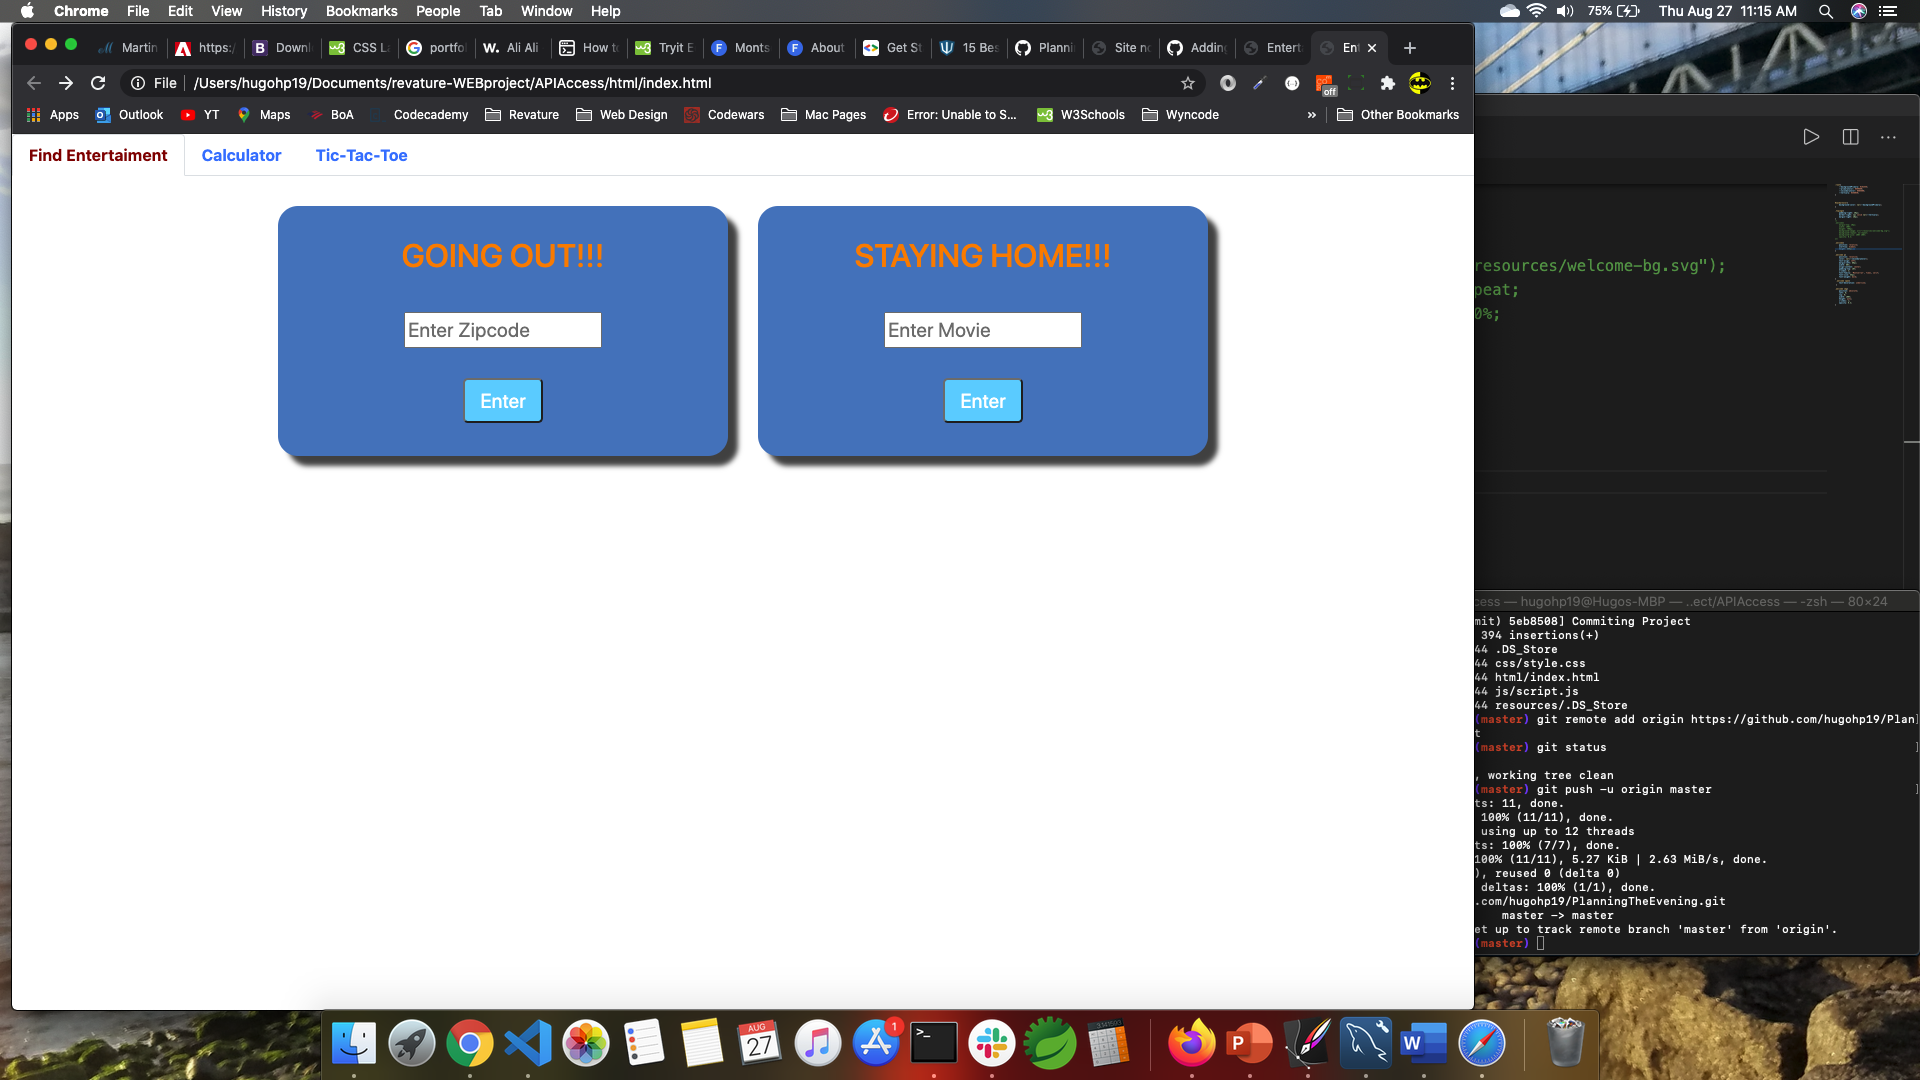 Chrome File Edit View History Bookmarks People Tab Window Help 75% Thu Aug 27 11:15 AM
Martin https:/ Downl CSS La portfo W. Ali Ali How to Tryit E Monts About Get St 15 Bes Planni Site no Adding Entert En
File /Users/hugohp19/Documents/revature-WEBproject/APIAccess/html/index.html off
Apps Outlook YT Maps BoA Codecademy Revature Web Design Codewars Mac Pages Error: Unable to S... W3Schools Wyncode » Other Bookmarks
Find Entertaiment Calculator Tic-Tac-Toe
GOING OUT!!!
Enter Zipcode
Enter
STAYING HOME!!!
Enter Movie
Enter
resources/welcome-bg.svg");
peat;
0%;
cess — hugohp19@Hugos-MBP — ..ect/APIAccess — -zsh — 80×24
mit) 5eb8508] Commiting Project
394 insertions(+)
44 .DS_Store
44 css/style.css
44 html/index.html
44 js/script.js
44 resources/.DS_Store
(master) git remote add origin https://github.com/hugohp19/Plan]
t
(master) git status ]
, working tree clean
(master) git push -u origin master ]
ts: 11, done.
100% (11/11), done.
using up to 12 threads
ts: 100% (7/7), done.
100% (11/11), 5.27 KiB | 2.63 MiB/s, done.
), reused 0 (delta 0)
deltas: 100% (1/1), done.
.com/hugohp19/PlanningTheEvening.git
master -> master
et up to track remote branch 'master' from 'origin'.
(master)
AUG
27
1
>_
P
W